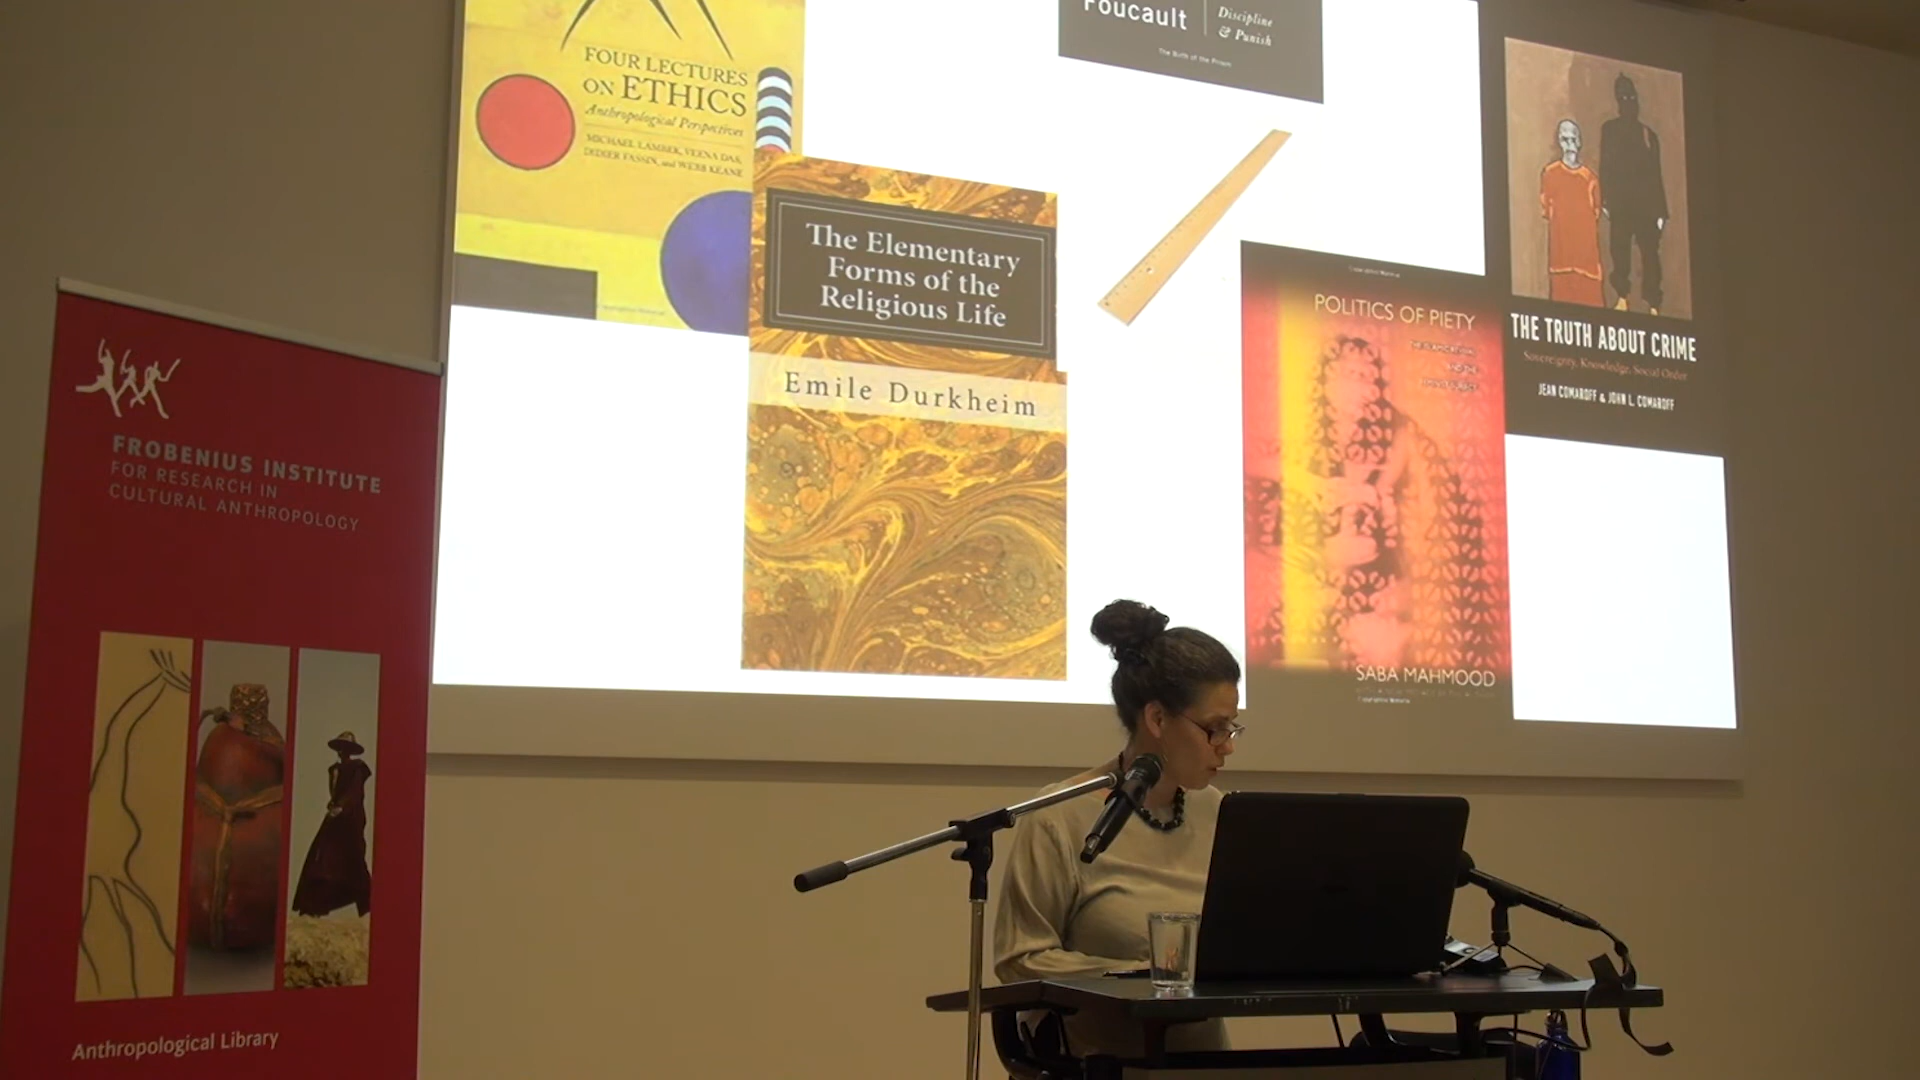 FOUR LECTURES
ON ETHICS
Anthropological Perspectives
MICHAEL LAMBEK, VEENA DAS,
DIDIER FASSIN, and WEBB KEANE
The Elementary
Forms of the
Religious Life
Emile Durkheim
Foucault
Discipline
& Punish
The Birth of the Prison
POLITICS OF PIETY
SABA MAHMOOD
THE TRUTH ABOUT CRIME
Sovereignty, Knowledge, Social Order
JEAN COMAROFF & JOHN L. COMAROFF
FROBENIUS INSTITUTE
FOR RESEARCH IN
CULTURAL ANTHROPOLOGY
Anthropological Library